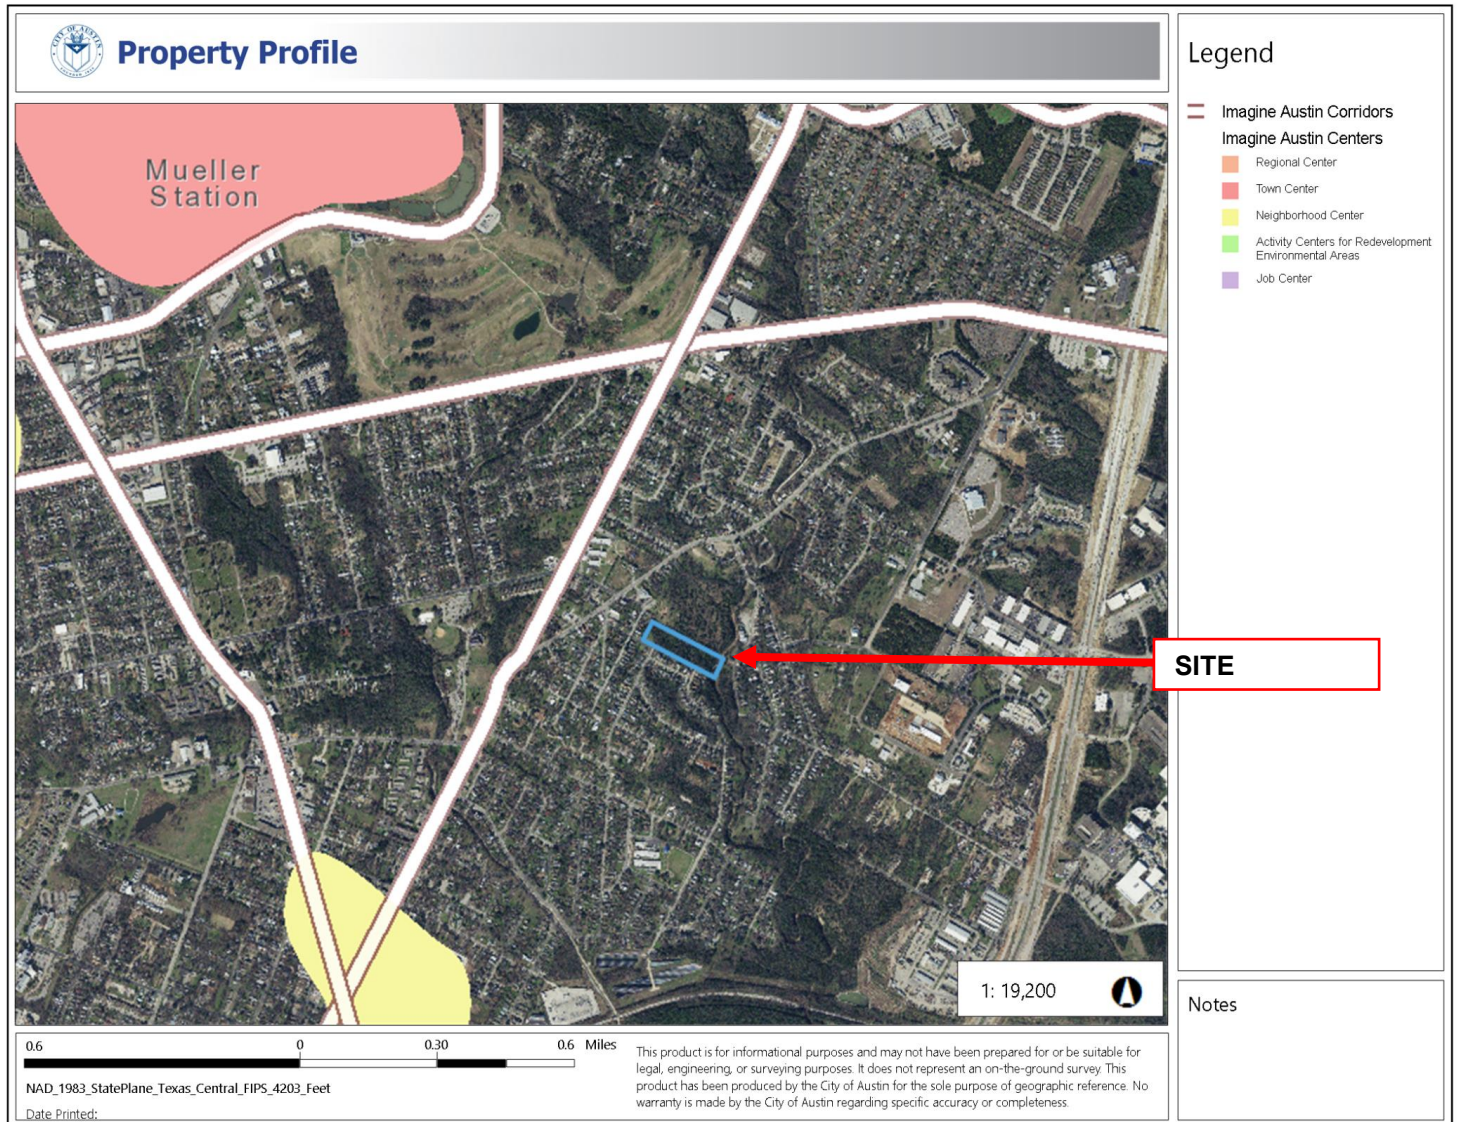 CITY OF AUSTIN
FOUNDED 1839
Property Profile
Legend
Imagine Austin Corridors
Imagine Austin Centers
Regional Center
Town Center
Neighborhood Center
Activity Centers for Redevelopment
Environmental Areas
Job Center
Mueller
Station
SITE
1: 19,200
Notes
0.6 0 0.30 0.6 Miles
NAD_1983_StatePlane_Texas_Central_FIPS_4203_Feet
Date Printed:
This product is for informational purposes and may not have been prepared for or be suitable for
legal, engineering, or surveying purposes. It does not represent an on-the-ground survey. This
product has been produced by the City of Austin for the sole purpose of geographic reference. No
warranty is made by the City of Austin regarding specific accuracy or completeness.